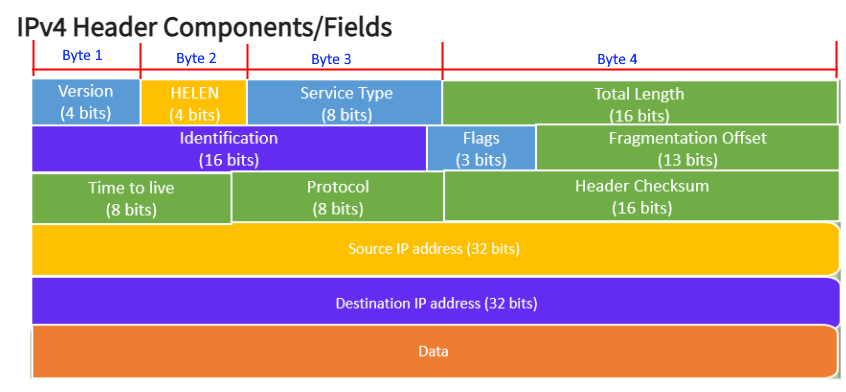 IPv4 Header Components/Fields
Byte 1 Byte 2 Byte 3 Byte 4
Version HELEN Service Type Total Length
(4 bits) (4 bits) (8 bits) (16 bits)
Identification Flags Fragmentation Offset
(16 bits) (3 bits) (13 bits)
Time to live Protocol Header Checksum
(8 bits) (8 bits) (16 bits)
Source IP address (32 bits)
Destination IP address (32 bits)
Data